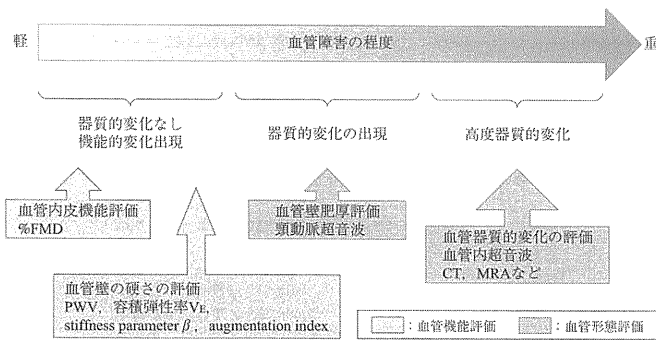 軽
血管障害の程度
重
器質的変化なし
機能的変化出現
器質的変化の出現
高度器質的変化
血管内皮機能評価
%FMD
血管壁肥厚評価
頸動脈超音波
血管器質的変化の評価
血管内超音波
CT，MRAなど
血管壁の硬さの評価
PWV，容積弾性率VE，
stiffness parameter β，augmentation index
：血管機能評価
：血管形態評価